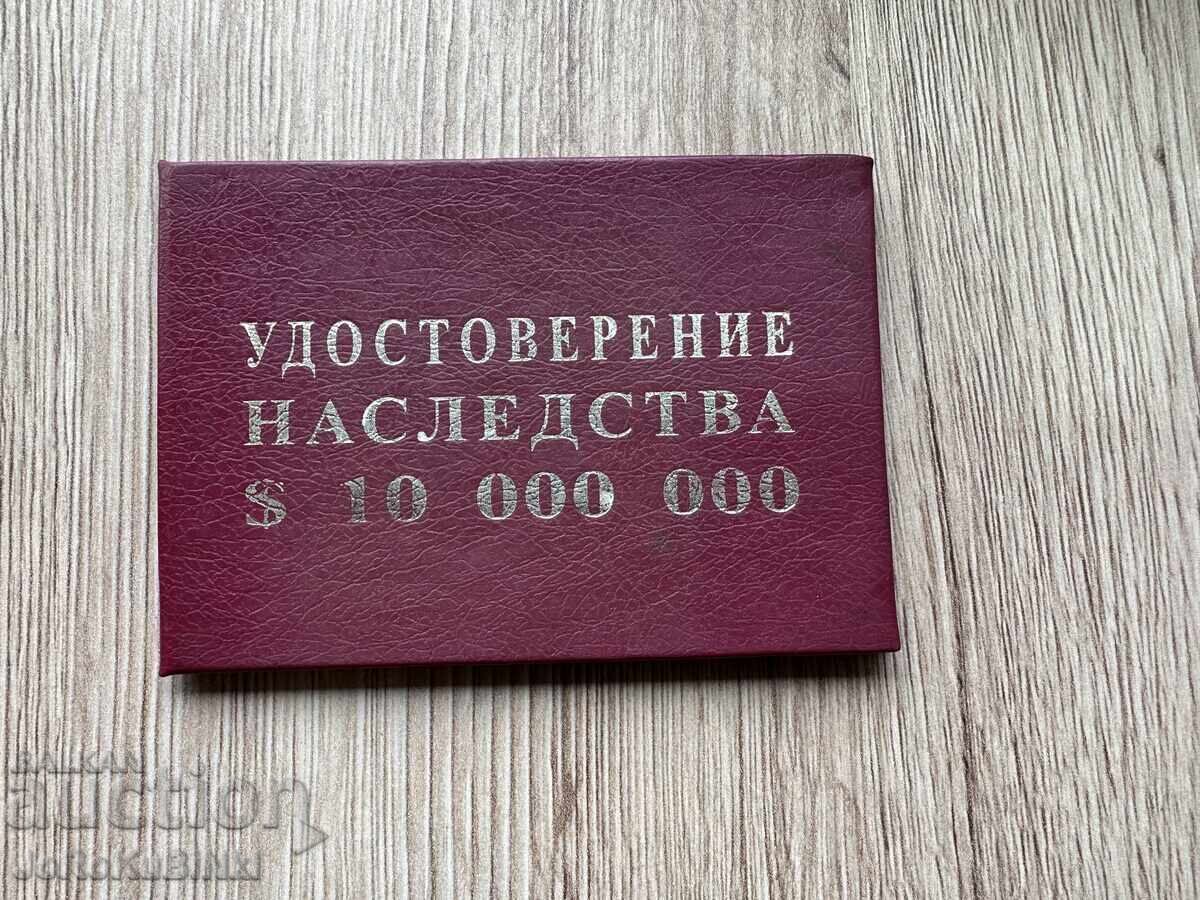 УДОСТОВЕРЕНИЕ
НАСЛЕДСТВА
$ 10 000 000
BALKAN
auction
JoRoKuBINKI